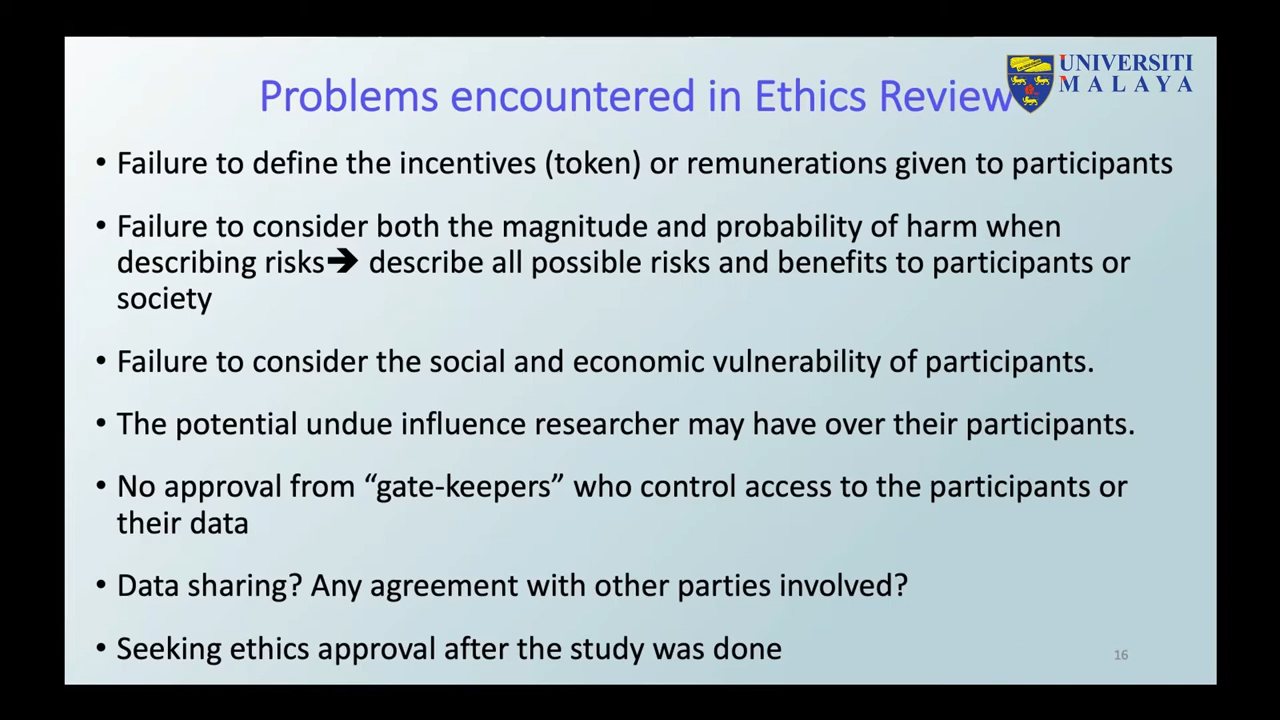 Problems encountered in Ethics Review
UNIVERSITI
MALAYA
• Failure to define the incentives (token) or remunerations given to participants
• Failure to consider both the magnitude and probability of harm when
describing risks🡺 describe all possible risks and benefits to participants or
society
• Failure to consider the social and economic vulnerability of participants.
• The potential undue influence researcher may have over their participants.
• No approval from “gate-keepers” who control access to the participants or
their data
• Data sharing? Any agreement with other parties involved?
• Seeking ethics approval after the study was done
16